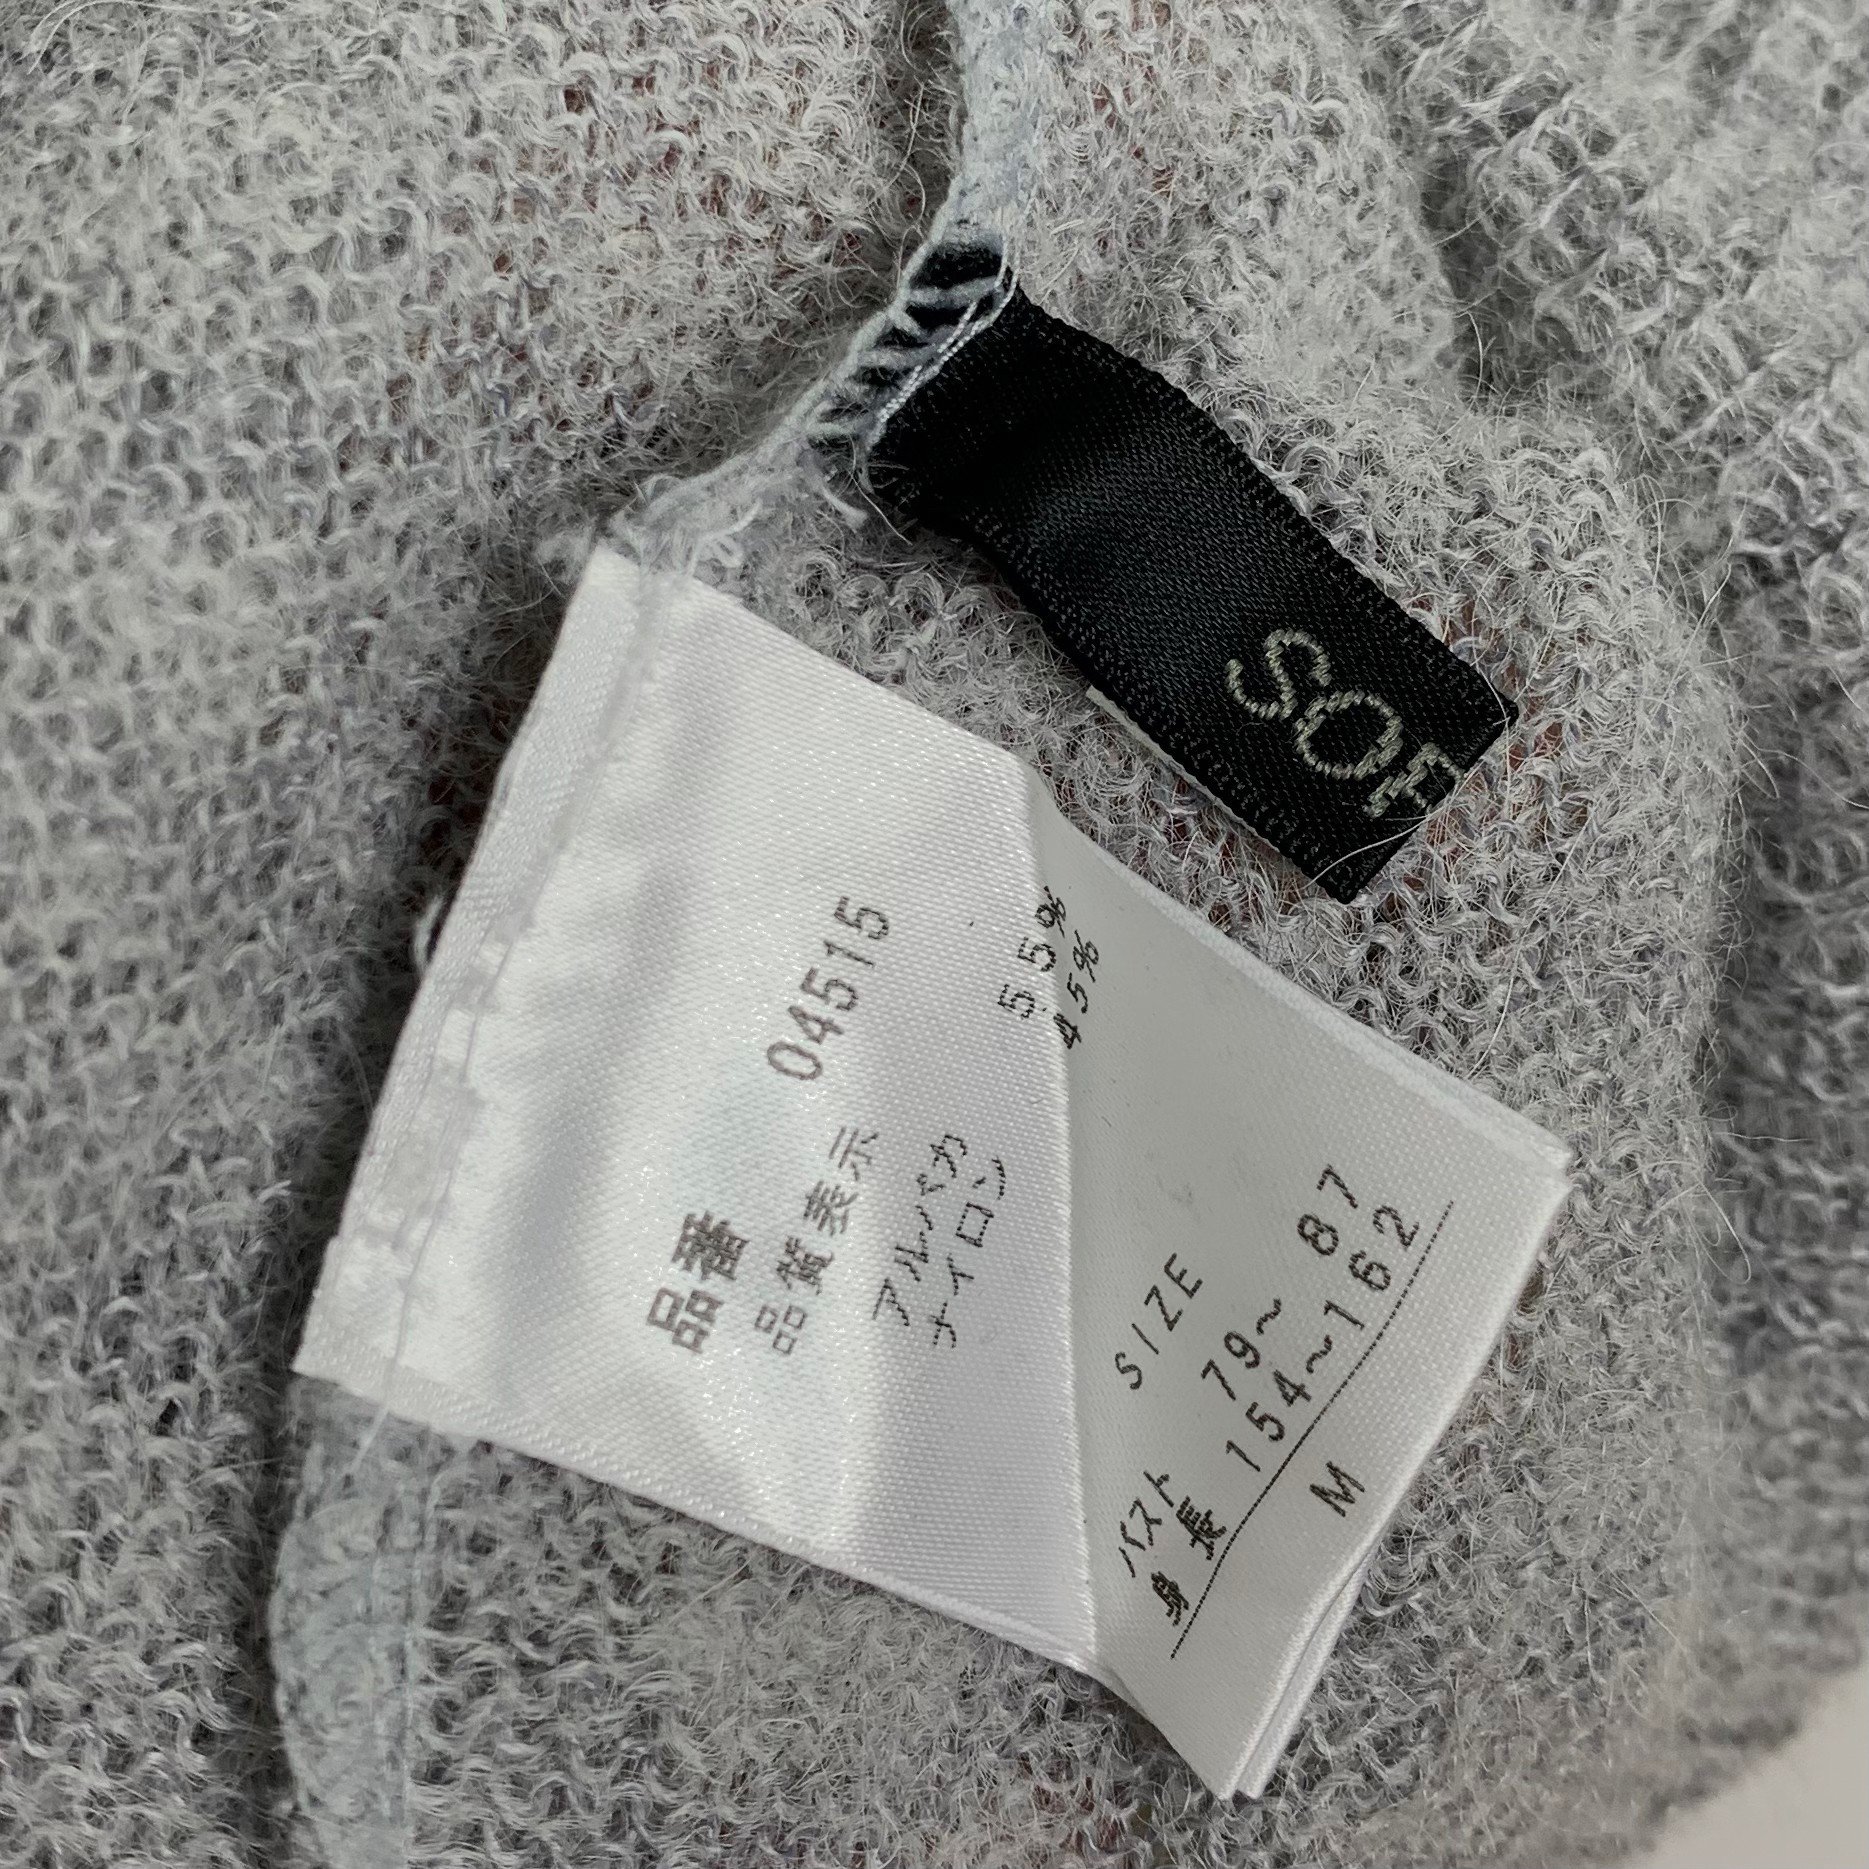 SOF
品番 04515
品質表示
アルパカ 55%
ナイロン 45%
SIZE
バスト 79~ 87
身長 154~162
M